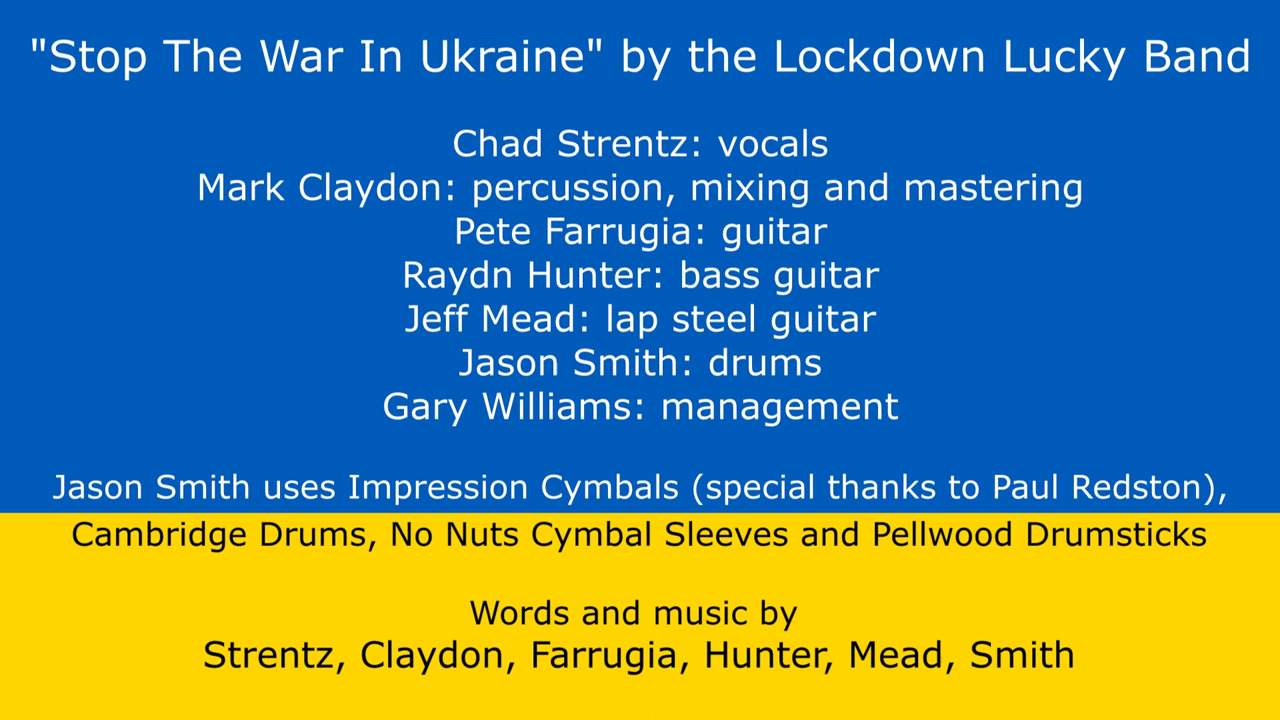 "Stop The War In Ukraine" by the Lockdown Lucky Band
Chad Strentz: vocals
Mark Claydon: percussion, mixing and mastering
Pete Farrugia: guitar
Raydn Hunter: bass guitar
Jeff Mead: lap steel guitar
Jason Smith: drums
Gary Williams: management
Jason Smith uses Impression Cymbals (special thanks to Paul Redston),
Cambridge Drums, No Nuts Cymbal Sleeves and Pellwood Drumsticks
Words and music by
Strentz, Claydon, Farrugia, Hunter, Mead, Smith